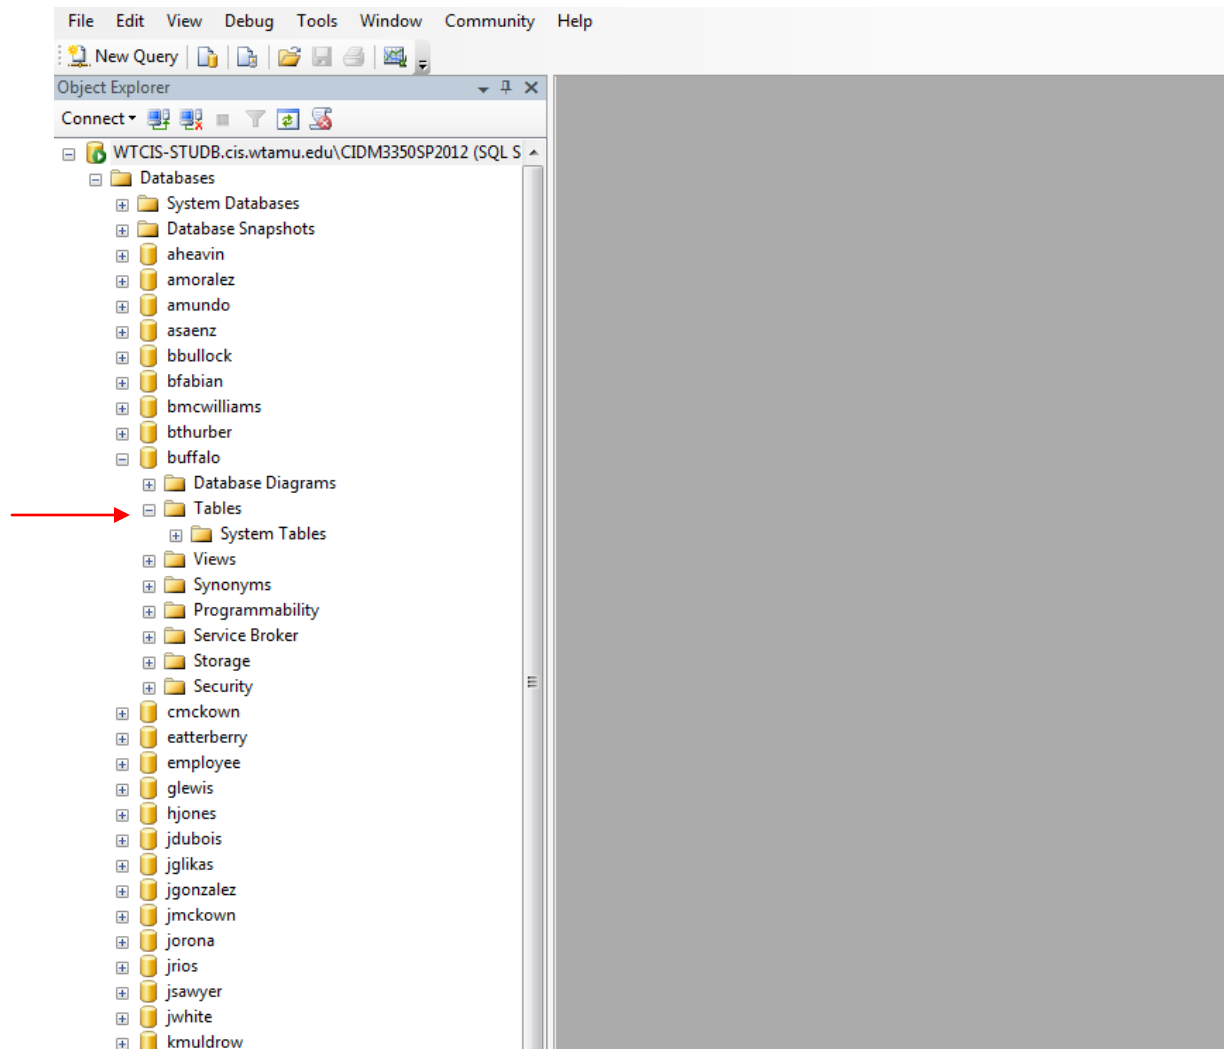 File Edit View Debug Tools Window Community Help
New Query
Object Explorer
Connect
WTCIS-STUDB.cis.wtamu.edu\CIDM3350SP2012 (SQL S
Databases
System Databases
Database Snapshots
aheavin
amoralez
amundo
asaenz
bbullock
bfabian
bmcwilliams
bthurber
buffalo
Database Diagrams
Tables
System Tables
Views
Synonyms
Programmability
Service Broker
Storage
Security
cmckown
eatterberry
employee
glewis
hjones
jdubois
jglikas
jgonzalez
jmckown
jorona
jrios
jsawyer
jwhite
kmuldrow